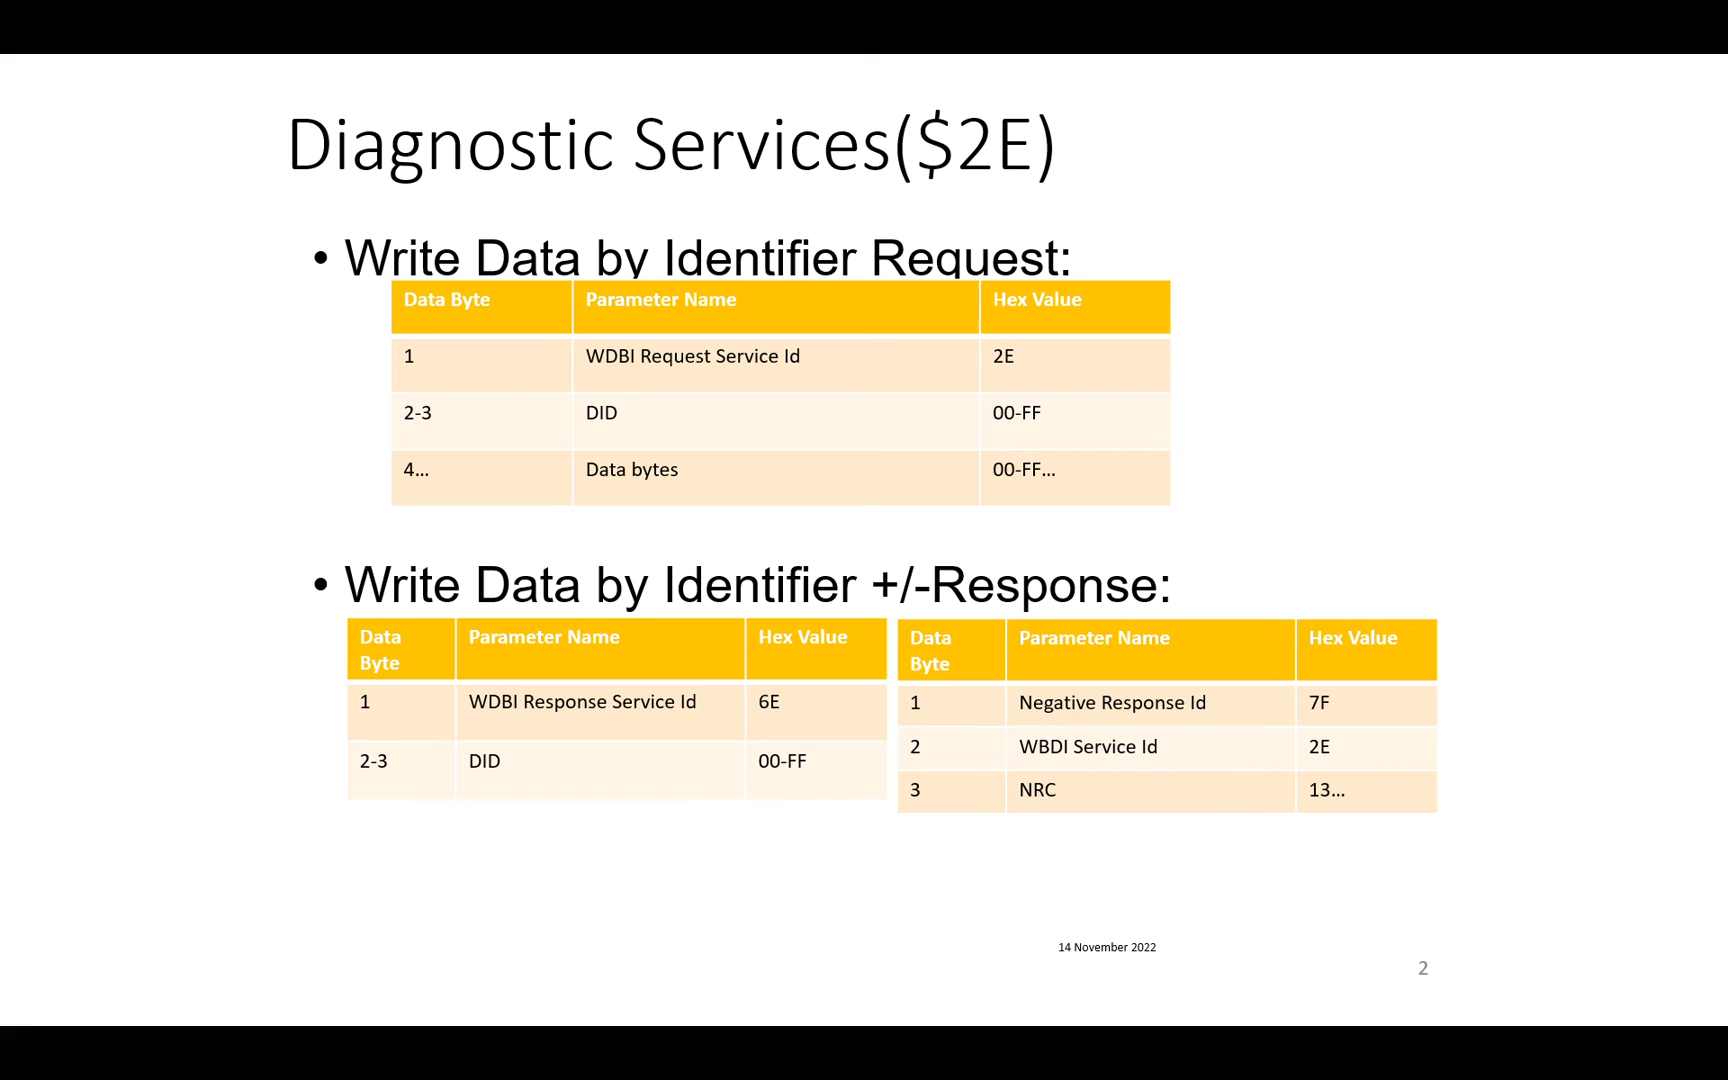 Diagnostic Services($2E)
• Write Data by Identifier Request:
Data Byte Parameter Name Hex Value
1 WDBI Request Service Id 2E
2-3 DID 00-FF
4... Data bytes 00-FF...
• Write Data by Identifier +/-Response:
Data Byte Parameter Name Hex Value
1 WDBI Response Service Id 6E
2-3 DID 00-FF
Data Byte Parameter Name Hex Value
1 Negative Response Id 7F
2 WBDI Service Id 2E
3 NRC 13...
14 November 2022
2